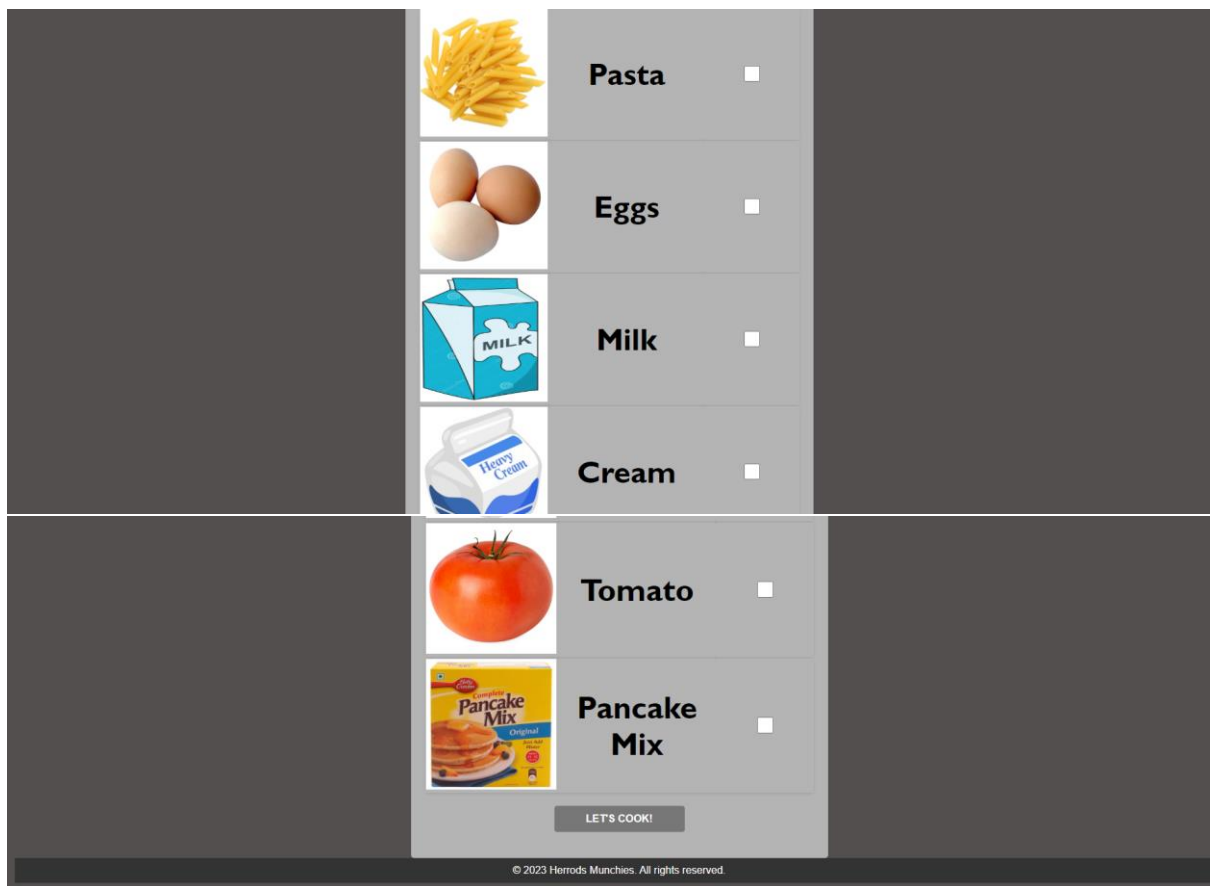 Pasta
Eggs
MILK
Milk
Heavy
Cream
Cream
Tomato
Complete
Pancake
Mix
Original
Pancake
Mix
LET'S COOK!
© 2023 Herrods Munchies. All rights reserved.